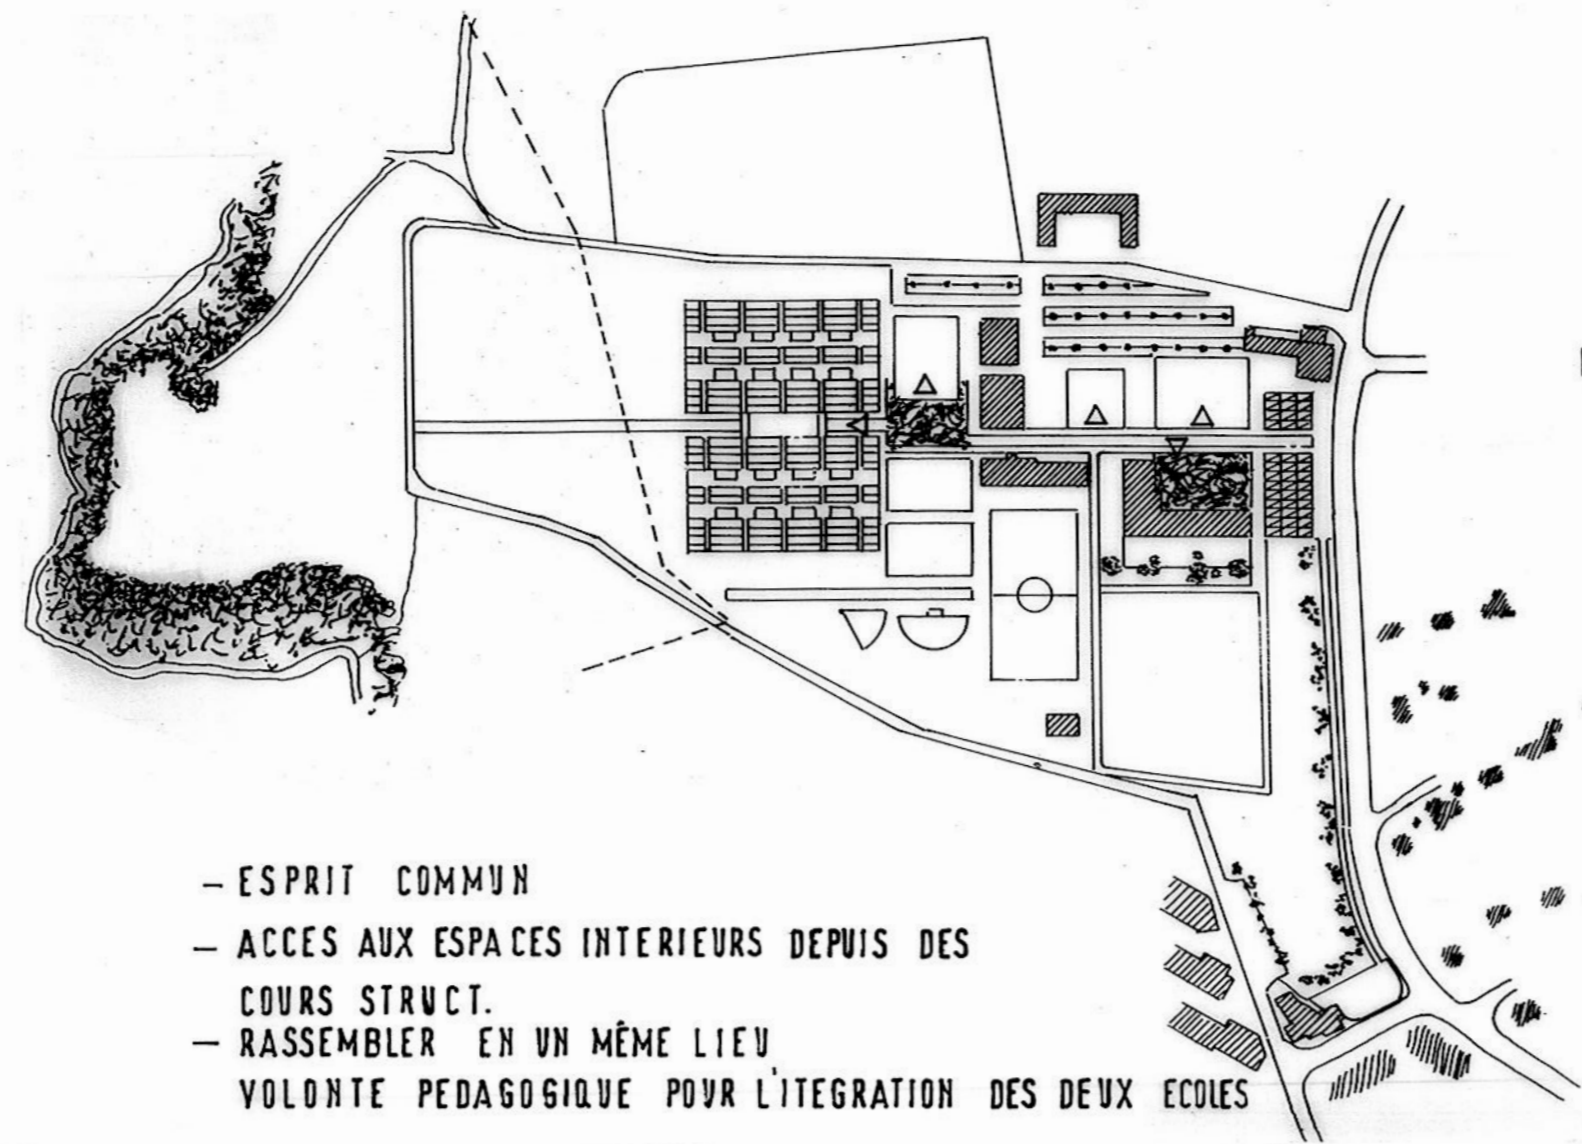 – ESPRIT COMMUN
– ACCES AUX ESPACES INTERIEURS DEPUIS DES
COURS STRUCT.
– RASSEMBLER EN UN MÊME LIEU
VOLONTE PEDAGOGIQUE POUR L'ITEGRATION DES DEUX ECOLES